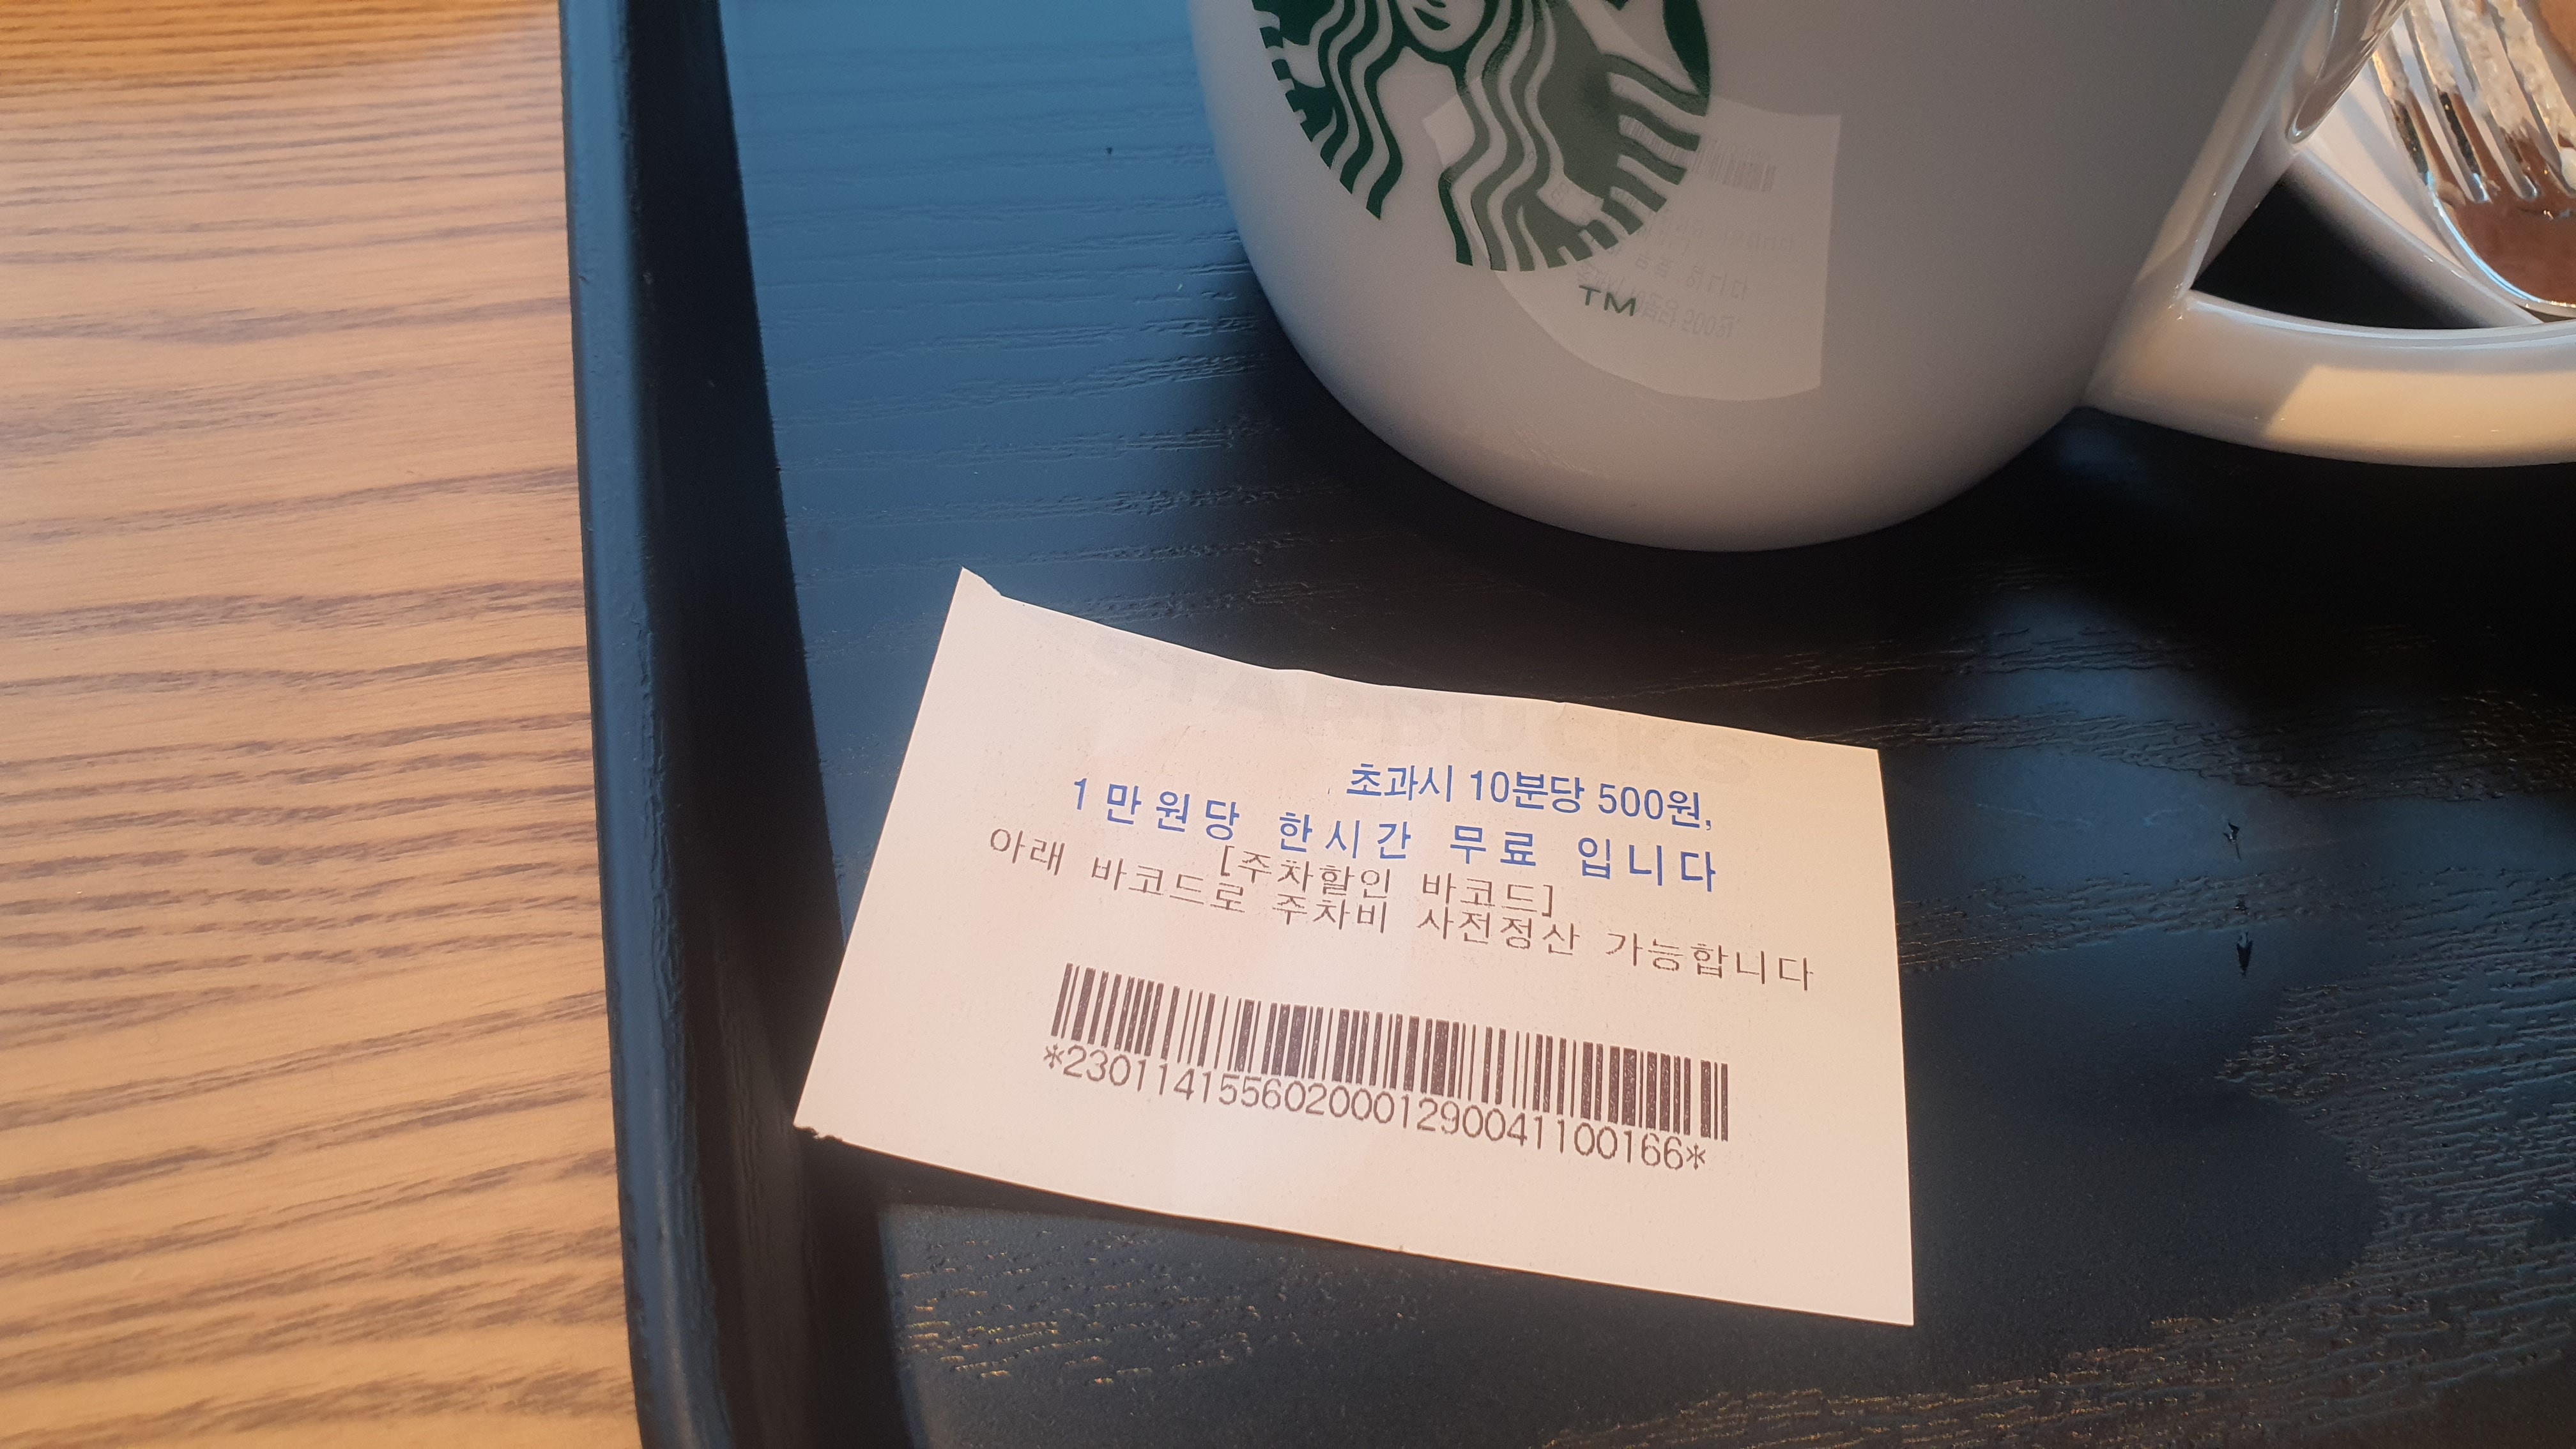 TM
STARBUCKS
초과시 10분당 500원,
1만원당 한시간 무료 입니다
[주차할인 바코드]
아래 바코드로 주차비 사전정산 가능합니다
*2301141556020001290041100166*